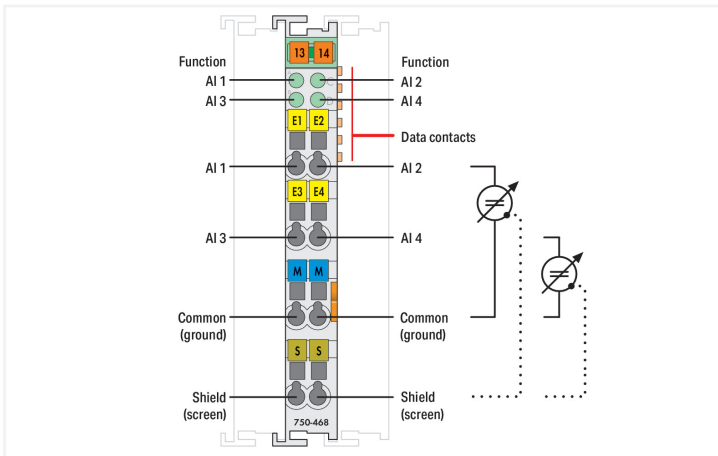 13 14
Function Function
AI 1 C AI 2
AI 3 D AI 4
E1 E2
Data contacts
AI 1 AI 2
E3 E4
AI 3 AI 4
M M
Common Common
(ground) (ground)
S S
Shield Shield
(screen) (screen)
750-468